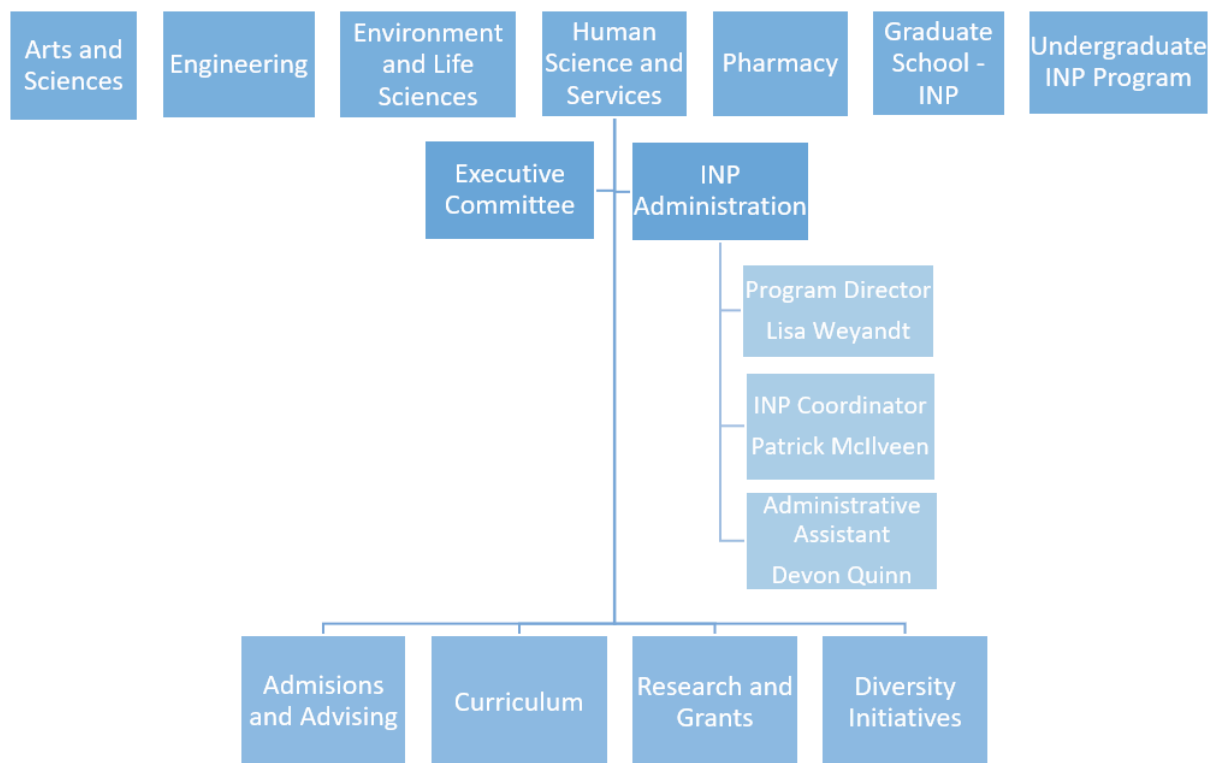 Arts and
Sciences
Engineering
Environment
and Life
Sciences
Human
Science and
Services
Pharmacy
Graduate
School -
INP
Undergraduate
INP Program
Executive
Committee
INP
Administration
Program Director
Lisa Weyandt
INP Coordinator
Patrick McIlveen
Administrative
Assistant
Devon Quinn
Admisions
and Advising
Curriculum
Research and
Grants
Diversity
Initiatives